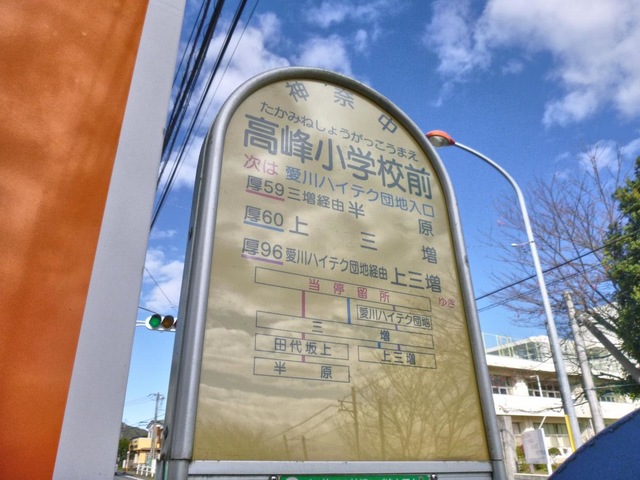 神奈中
たかみねしょうがっこうまえ
高峰小学校前
次は 愛川ハイテク団地入口
厚59 三増経由 半原
厚60 上三増
厚96 愛川ハイテク団地経由 上三増
当停留所
ゆき
愛川ハイテク団地
三増
田代坂上
上三増
半原